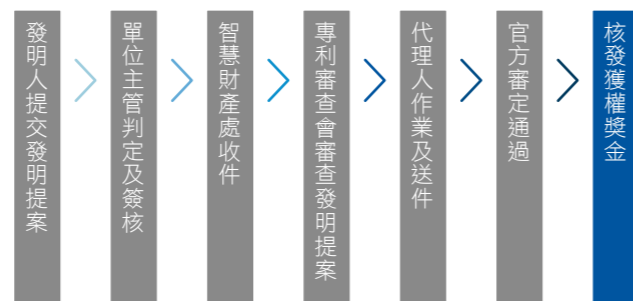 發明人提交發明提案
單位主管判定及簽核
智慧財產處收件
專利審查會審查發明提案
代理人作業及送件
官方審定通過
核發獲權獎金